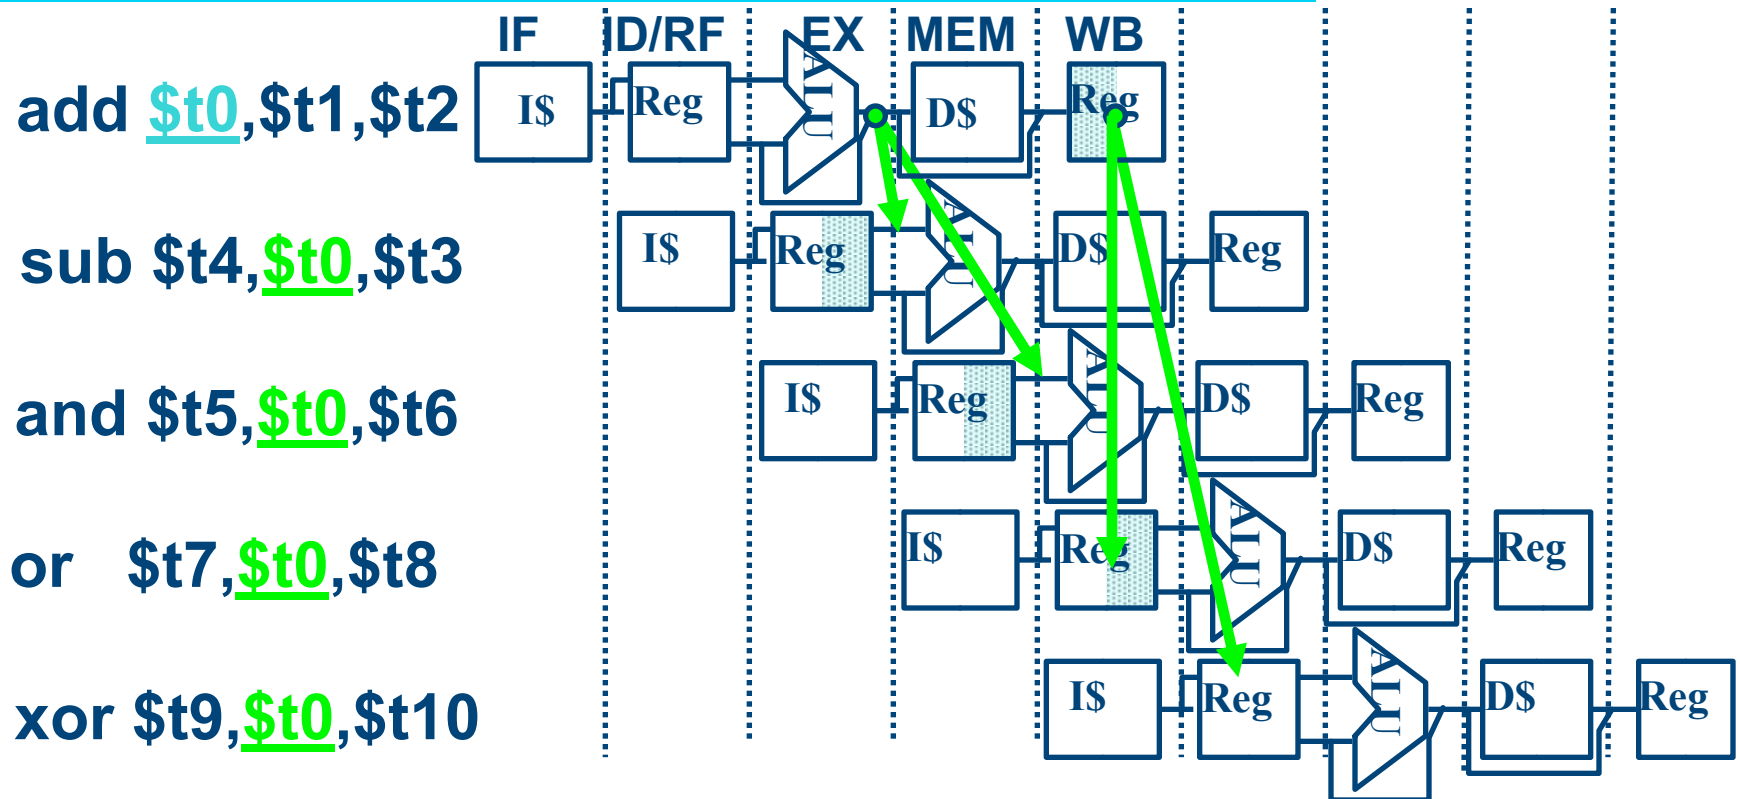 IF ID/RF EX MEM WB
add $t0,$t1,$t2 I$ Reg ALU D$ Reg
sub $t4,$t0,$t3 I$ Reg ALU D$ Reg
and $t5,$t0,$t6 I$ Reg ALU D$ Reg
or $t7,$t0,$t8 I$ Reg ALU D$ Reg
xor $t9,$t0,$t10 I$ Reg ALU D$ Reg